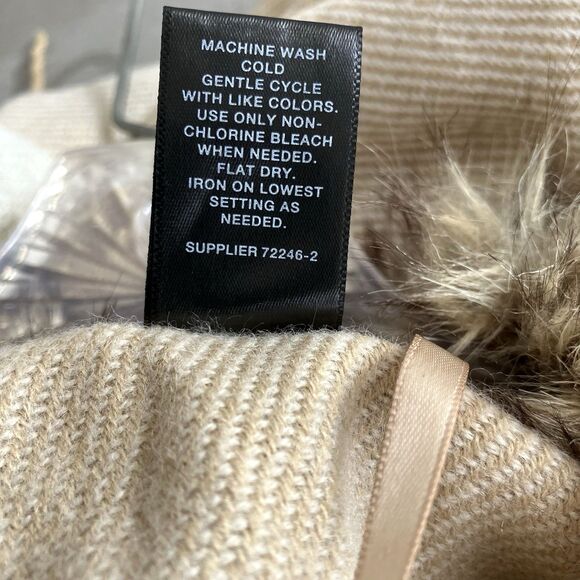 MACHINE WASH
COLD
GENTLE CYCLE
WITH LIKE COLORS.
USE ONLY NON-
CHLORINE BLEACH
WHEN NEEDED.
FLAT DRY.
IRON ON LOWEST
SETTING AS
NEEDED.
SUPPLIER 72246-2